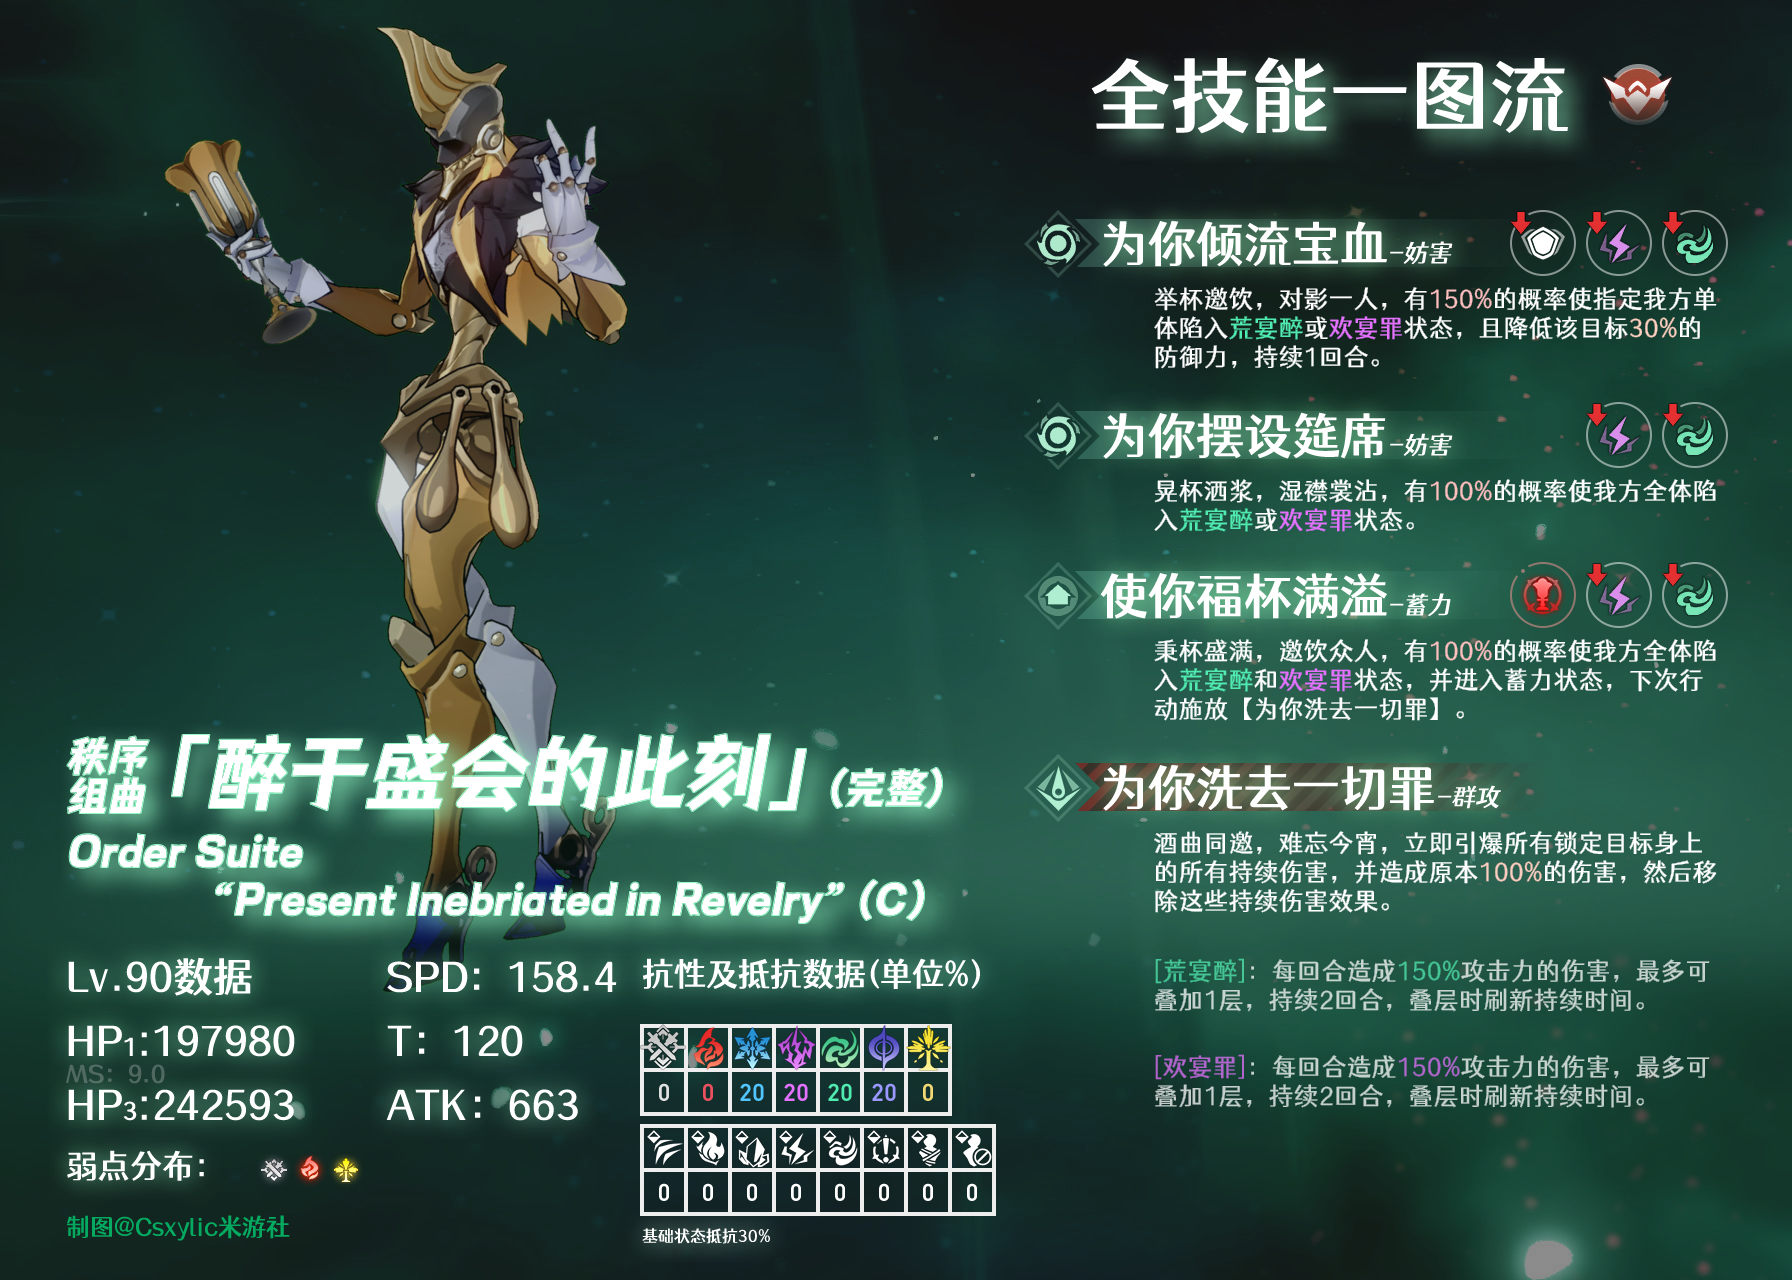 全技能一图流
为你倾流宝血-妨害
举杯邀饮，对影一人，有150%的概率使指定我方单
体陷入荒宴醉或欢宴罪状态，且降低该目标30%的
防御力，持续1回合。
为你摆设筵席-妨害
晃杯洒浆，湿襟裳沾，有100%的概率使我方全体陷
入荒宴醉或欢宴罪状态。
使你福杯满溢-蓄力
秉杯盛满，邀饮众人，有100%的概率使我方全体陷
入荒宴醉和欢宴罪状态，并进入蓄力状态，下次行
动施放【为你洗去一切罪】。
为你洗去一切罪-群攻
酒曲同邀，难忘今宵，立即引爆所有锁定目标身上
的所有持续伤害，并造成原本100%的伤害，然后移
除这些持续伤害效果。
[荒宴醉]：每回合造成150%攻击力的伤害，最多可
叠加1层，持续2回合，叠层时刷新持续时间。
[欢宴罪]：每回合造成150%攻击力的伤害，最多可
叠加1层，持续2回合，叠层时刷新持续时间。
秩序组曲「醉于盛会的此刻」(完整)
Order Suite
“Present Inebriated in Revelry” (C)
Lv.90数据
SPD: 158.4
HP1:197980
T: 120
MS: 9.0
HP3:242593
ATK: 663
弱点分布：
制图@Csxylic米游社
抗性及抵抗数据(单位%)
0 0 20 20 20 20 0
0 0 0 0 0 0 0 0
基础状态抵抗30%